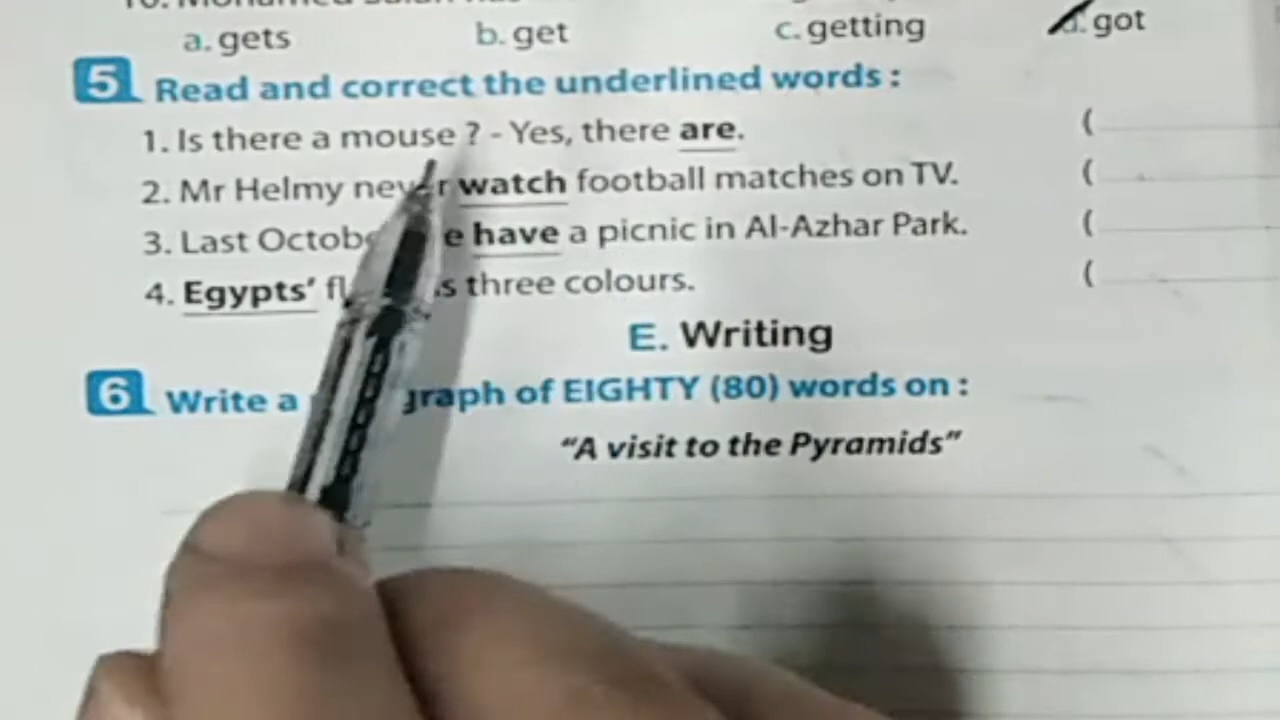 a. gets b. get c. getting d. got
5 Read and correct the underlined words :
1. Is there a mouse ? - Yes, there are. (
2. Mr Helmy never watch football matches on TV. (
3. Last have a picnic in Al-Azhar Park. (
4. Egypts' three colours. (
E. Writing
6 Write a of EIGHTY (80) words on :
"A visit to the Pyramids"